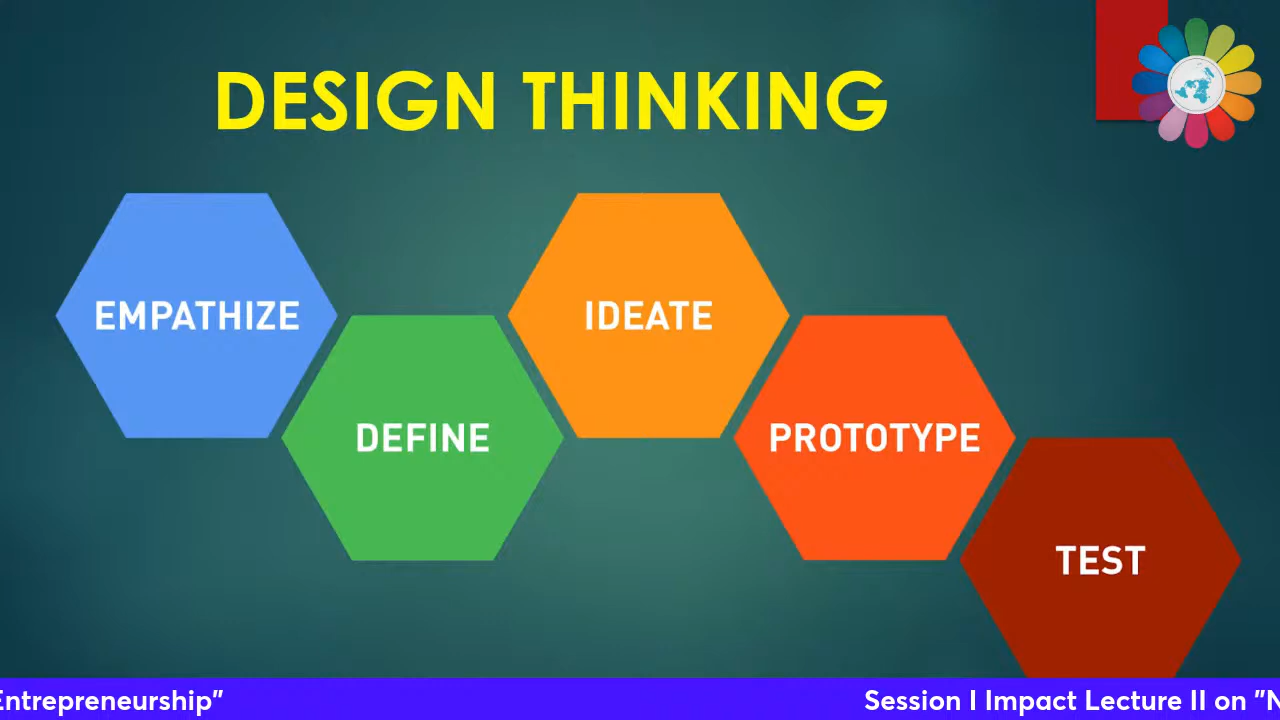 DESIGN THINKING
EMPATHIZE
DEFINE
IDEATE
PROTOTYPE
TEST
Entrepreneurship”
Session I Impact Lecture II on ”N